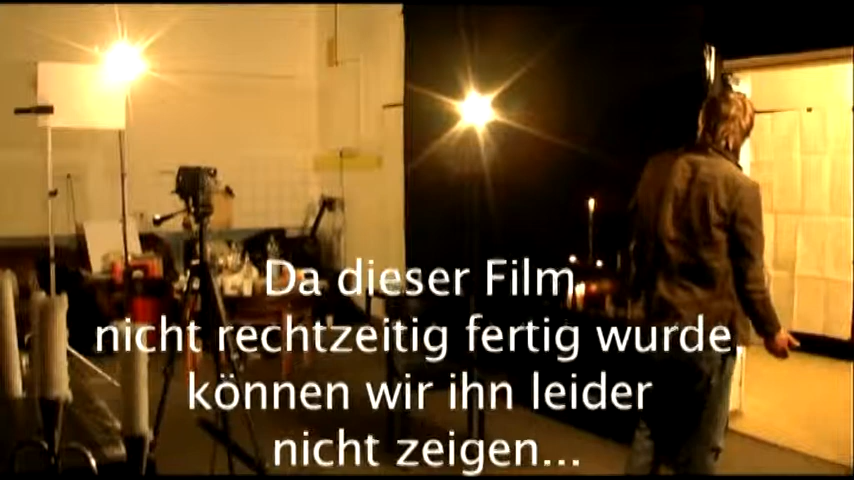 Da dieser Film
nicht rechtzeitig fertig wurde,
können wir ihn leider
nicht zeigen...